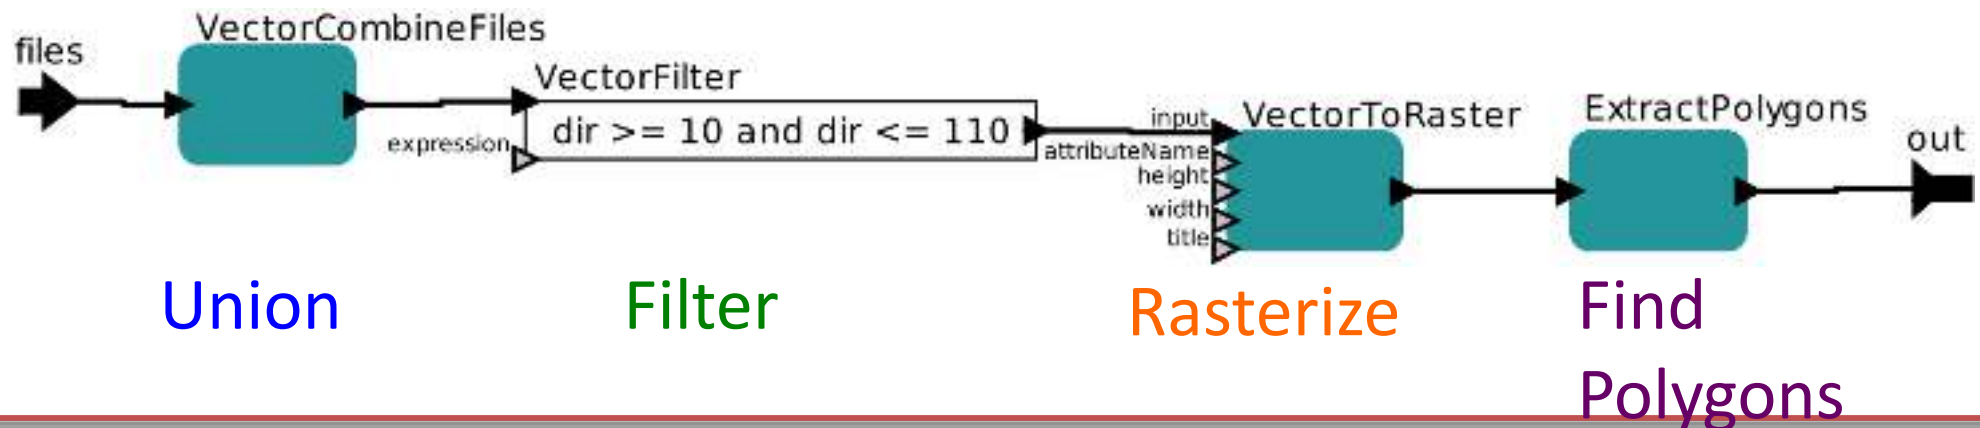 files
VectorCombineFiles
VectorFilter
expression
dir >= 10 and dir <= 110
input
attributeName
height
width
title
VectorToRaster
ExtractPolygons
out
Union
Filter
Rasterize
Find
Polygons